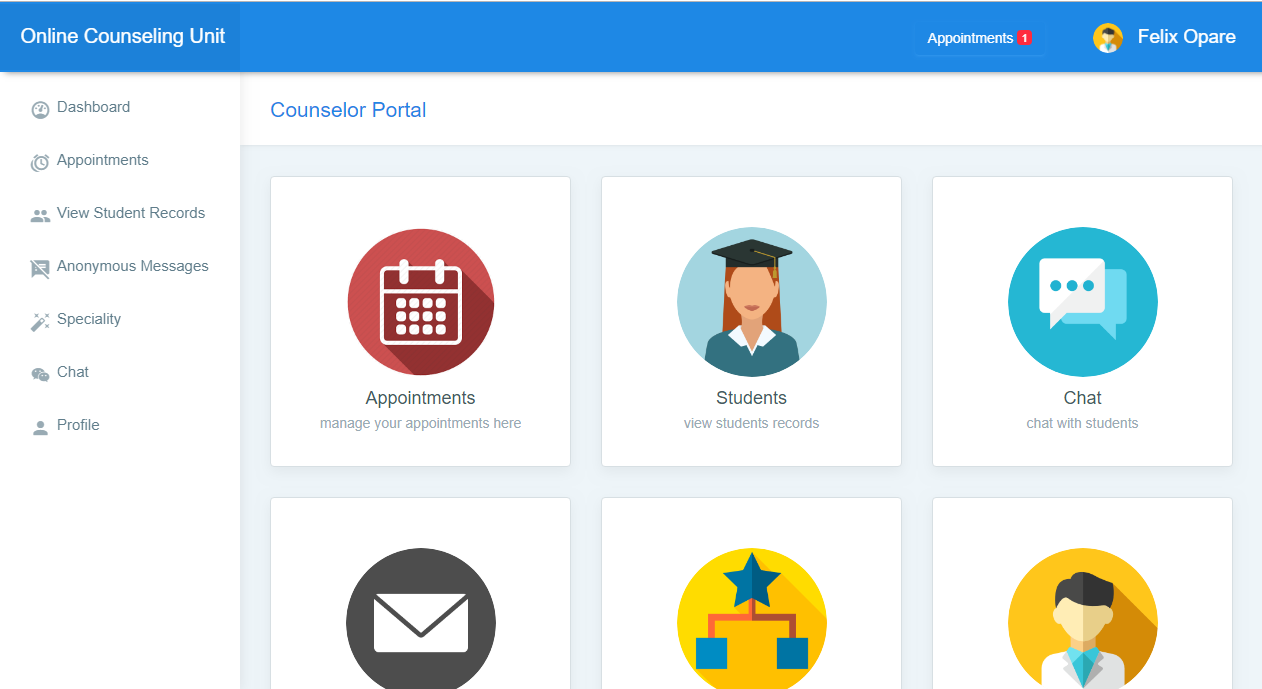 Online Counseling Unit
Appointments 1
Felix Opare
Dashboard
Appointments
View Student Records
Anonymous Messages
Speciality
Chat
Profile
Counselor Portal
Appointments
manage your appointments here
Students
view students records
Chat
chat with students